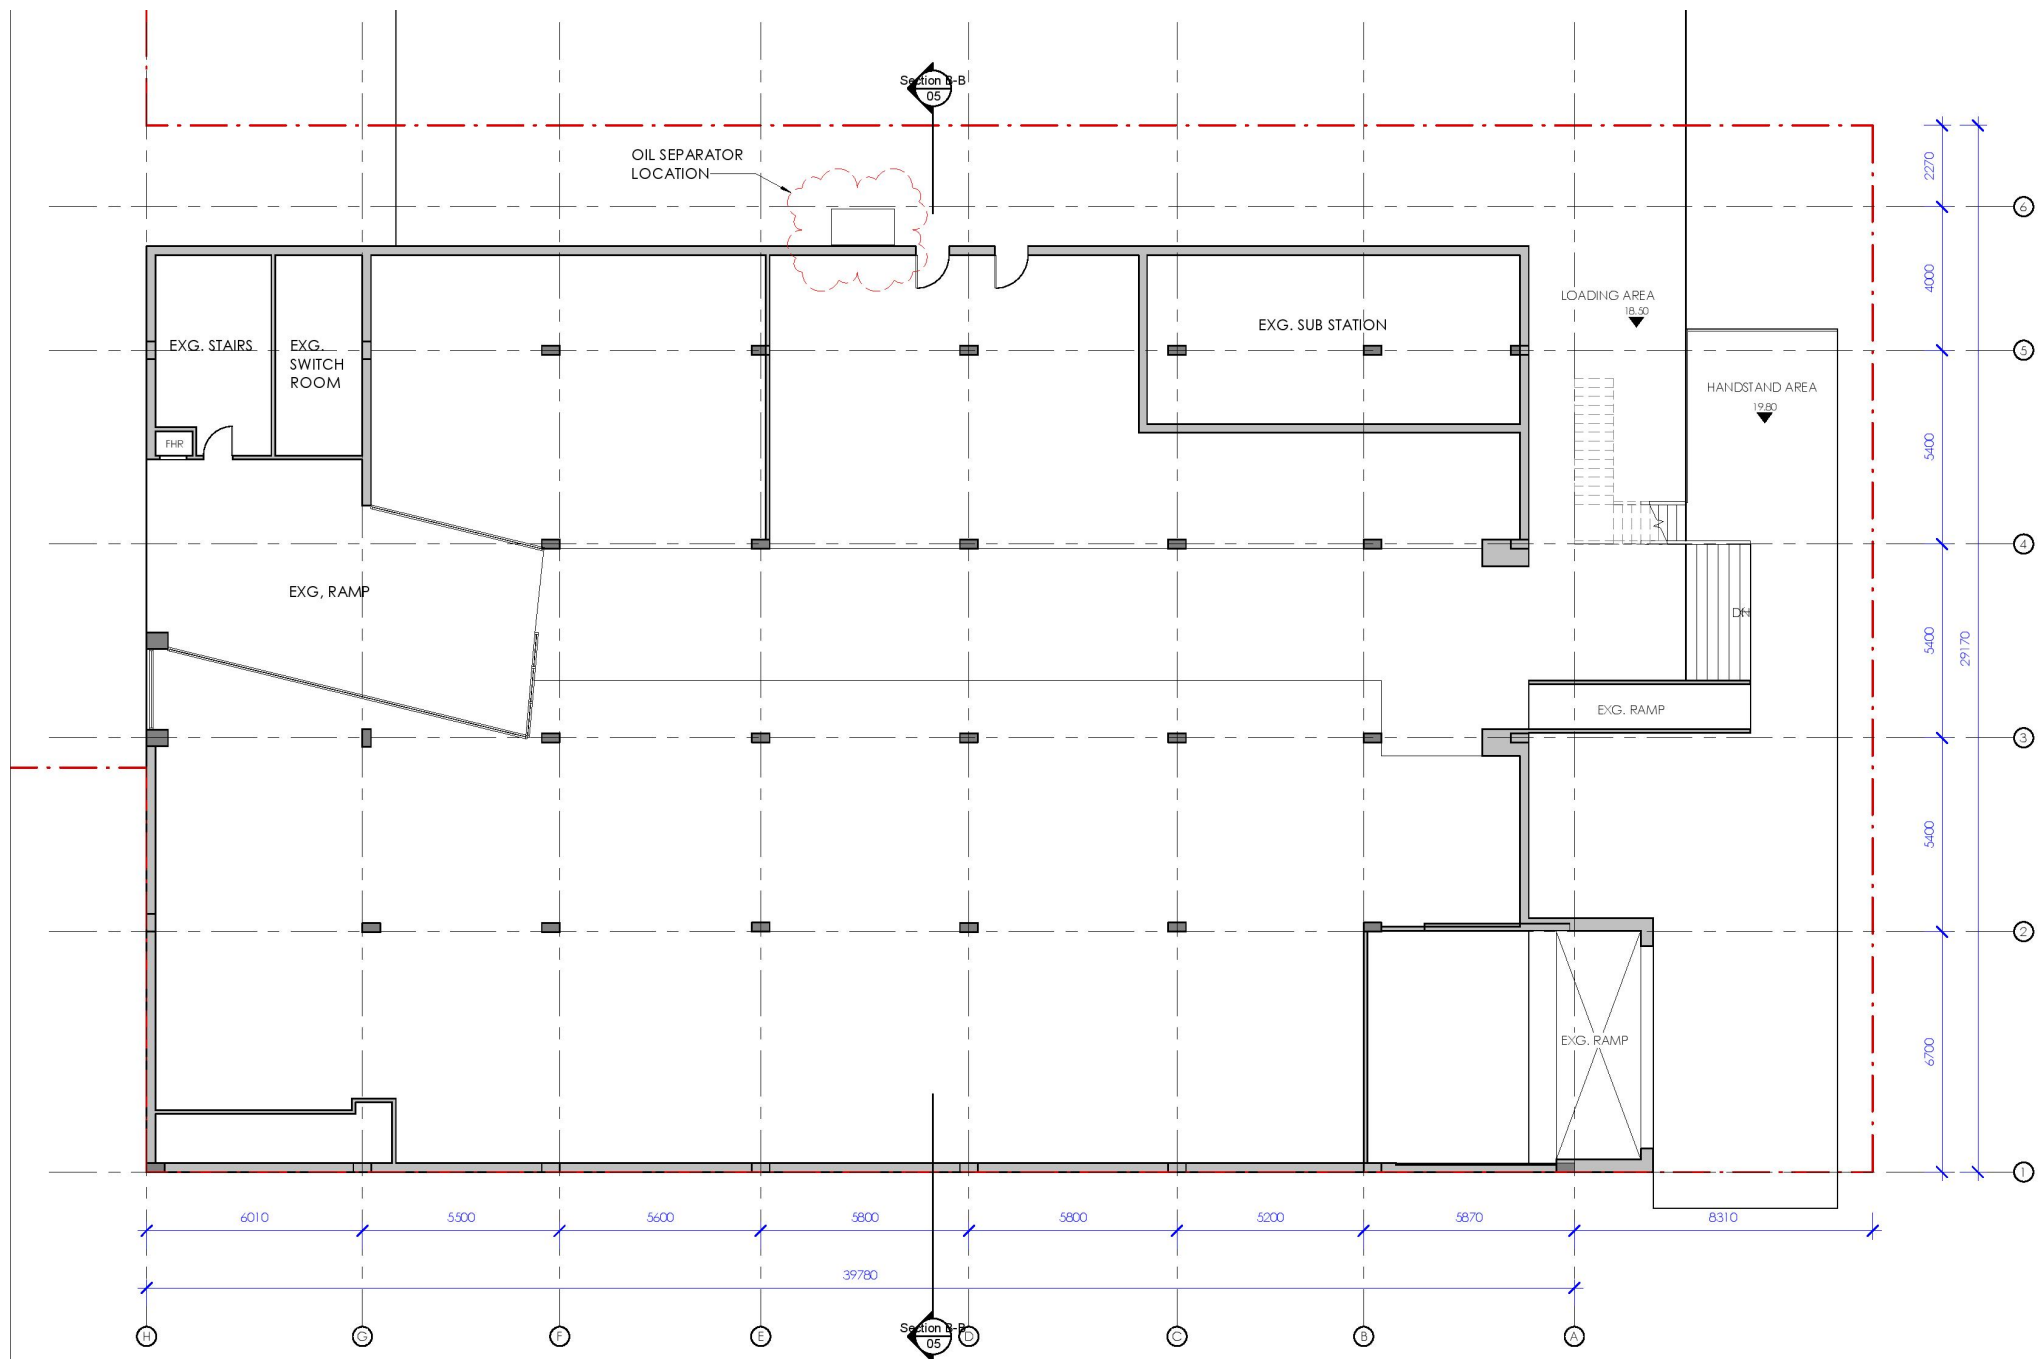 Section B-B
05
OIL SEPARATOR
LOCATION
2270
6
LOADING AREA
18.50
4000
EXG. SUB STATION
EXG. STAIRS
EXG.
SWITCH
ROOM
5
HANDSTAND AREA
19.80
FHR
5400
4
EXG, RAMP
DN
5400
29170
EXG. RAMP
3
5400
2
EXG. RAMP
6700
1
6010
5500
5600
5800
5800
5200
5870
8310
39780
H
G
F
E
Section B-B
05
D
C
B
A